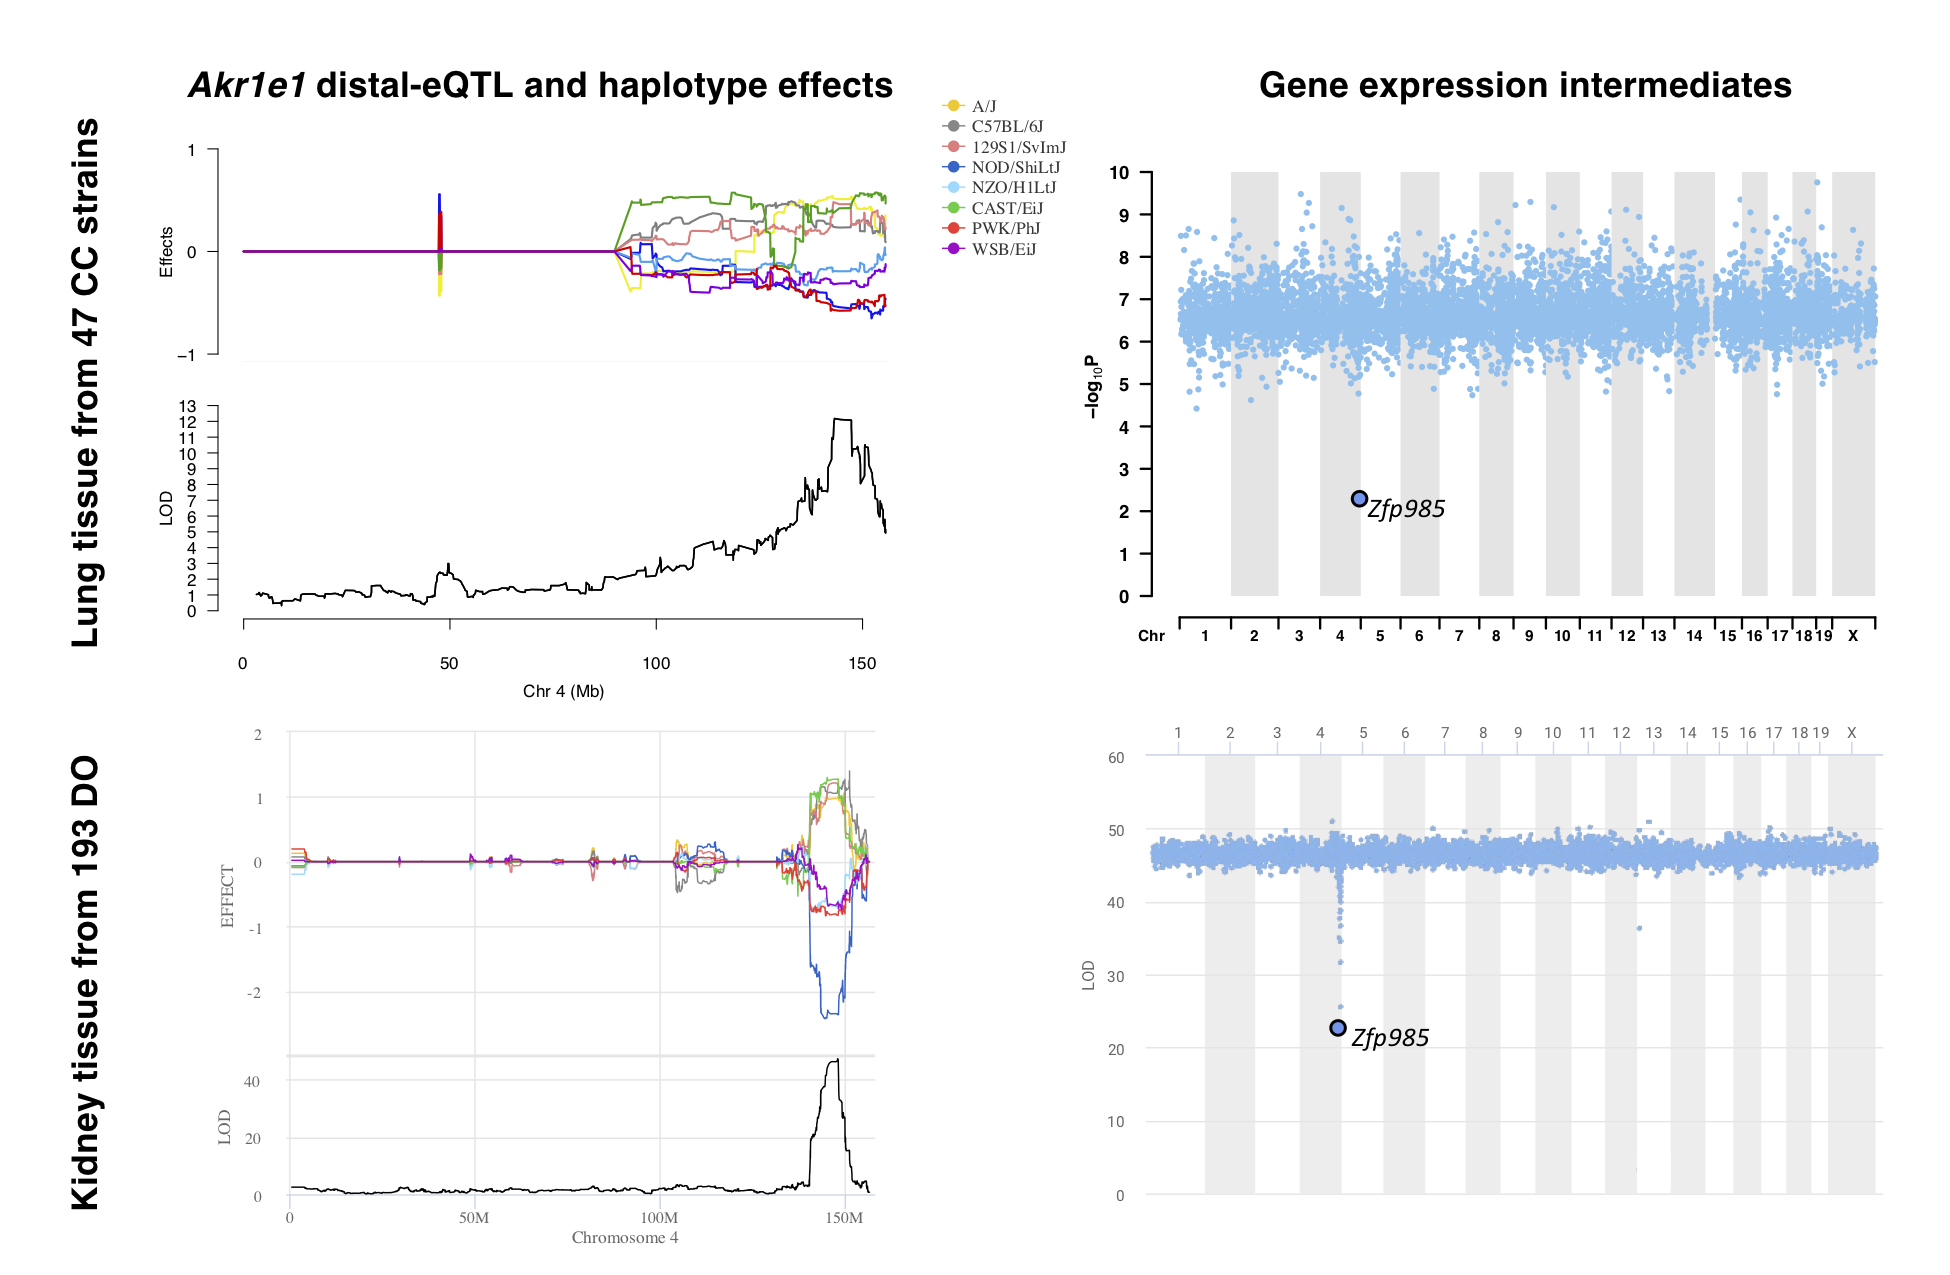 Akr1e1 distal-eQTL and haplotype effects
Gene expression intermediates
Lung tissue from 47 CC strains
Kidney tissue from 193 DO
A/J
C57BL/6J
129S1/SvImJ
NOD/ShiLtJ
NZO/H1LtJ
CAST/EiJ
PWK/PhJ
WSB/EiJ
Effects
1
0
−1
LOD
13
12
11
10
9
8
7
6
5
4
3
2
1
0
0 50 100 150
Chr 4 (Mb)
−log10P
10
9
8
7
6
5
4
3
2
1
0
Zfp985
Chr 1 2 3 4 5 6 7 8 9 10 11 12 13 14 15 16 17 18 19 X
EFFECT
2
1
0
-1
-2
LOD
40
20
0
0 50M 100M 150M
Chromosome 4
1 2 3 4 5 6 7 8 9 10 11 12 13 14 15 16 17 18 19 X
LOD
60
50
40
30
20
10
0
Zfp985